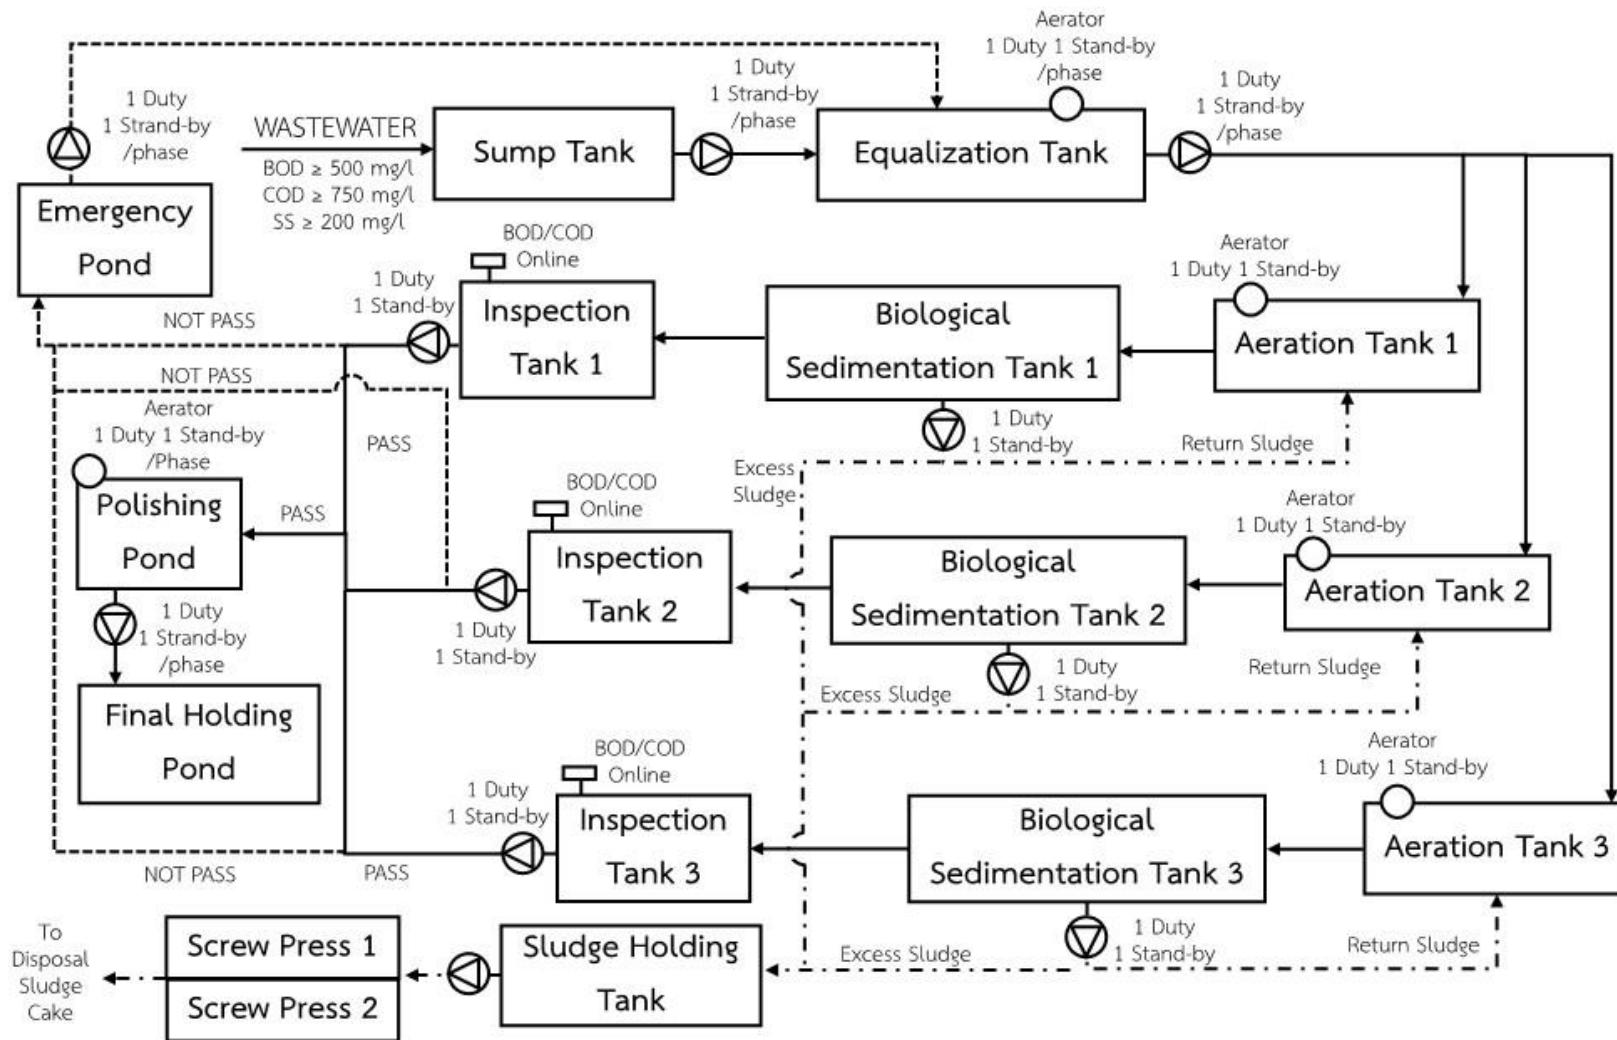 Aerator
1 Duty 1 Stand-by
/phase
1 Duty
1 Strand-by
/phase
1 Duty
1 Strand-by
/phase
1 Duty
1 Strand-by
/phase
WASTEWATER
BOD ≥ 500 mg/l
COD ≥ 750 mg/l
SS ≥ 200 mg/l
Sump Tank
Equalization Tank
Emergency
Pond
BOD/COD
Online
1 Duty
1 Stand-by
Inspection
Tank 1
Biological
Sedimentation Tank 1
Aerator
1 Duty 1 Stand-by
Aeration Tank 1
NOT PASS
NOT PASS
1 Duty
1 Stand-by
Return Sludge
Excess
Sludge
Aerator
1 Duty 1 Stand-by
/Phase
PASS
Polishing
Pond
PASS
BOD/COD
Online
Inspection
Tank 2
1 Duty
1 Stand-by
Biological
Sedimentation Tank 2
Aerator
1 Duty 1 Stand-by
Aeration Tank 2
1 Duty
1 Strand-by
/phase
Final Holding
Pond
Excess Sludge
1 Duty
1 Stand-by
Return Sludge
BOD/COD
Online
1 Duty
1 Stand-by
Inspection
Tank 3
Biological
Sedimentation Tank 3
Aerator
1 Duty 1 Stand-by
Aeration Tank 3
NOT PASS
PASS
To
Disposal
Sludge
Cake
Screw Press 1
Screw Press 2
Sludge Holding
Tank
Excess Sludge
1 Duty
1 Stand-by
Return Sludge